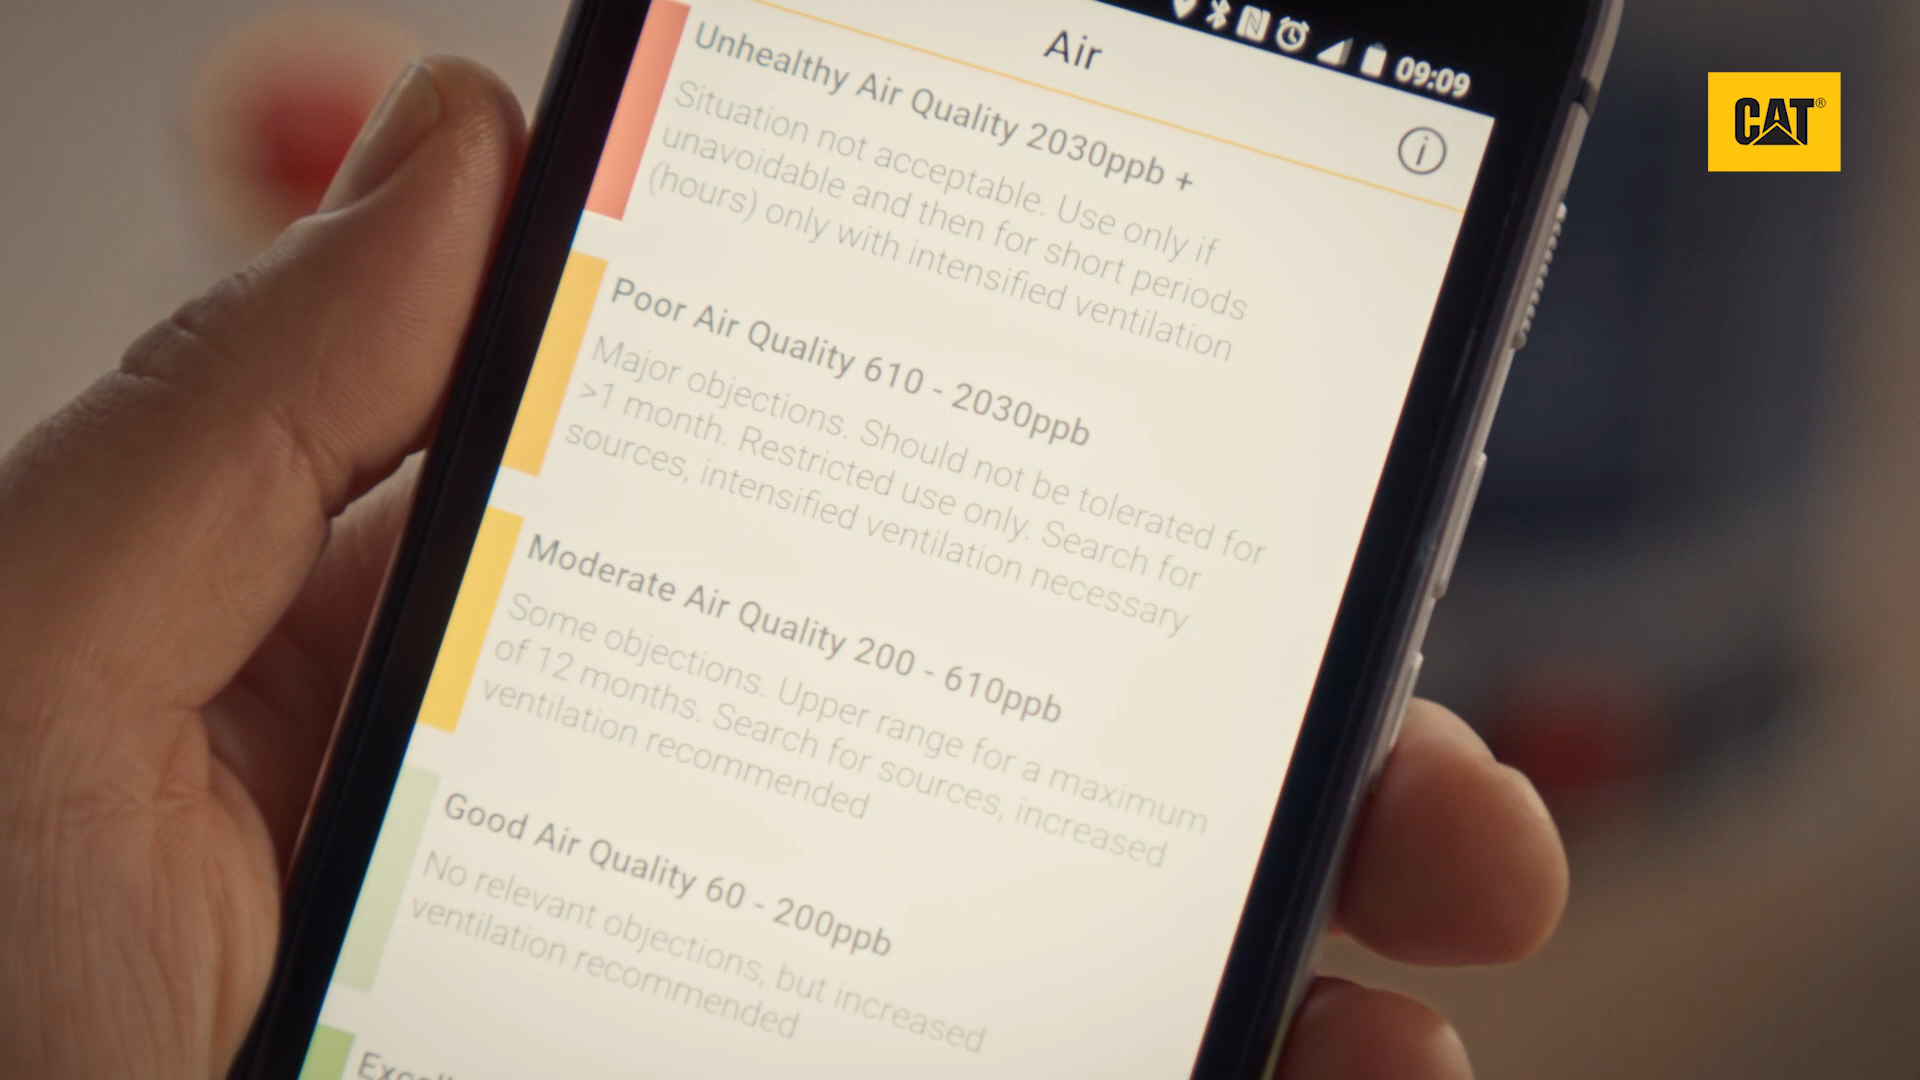 09:09
Air
CAT®
Unhealthy Air Quality 2030ppb +
Situation not acceptable. Use only if
unavoidable and then for short periods
(hours) only with intensified ventilation
Poor Air Quality 610 - 2030ppb
Major objections. Should not be tolerated for
>1 month. Restricted use only. Search for
sources, intensified ventilation necessary
Moderate Air Quality 200 - 610ppb
Some objections. Upper range for a maximum
of 12 months. Search for sources, increased
ventilation recommended
Good Air Quality 60 - 200ppb
No relevant objections, but increased
ventilation recommended